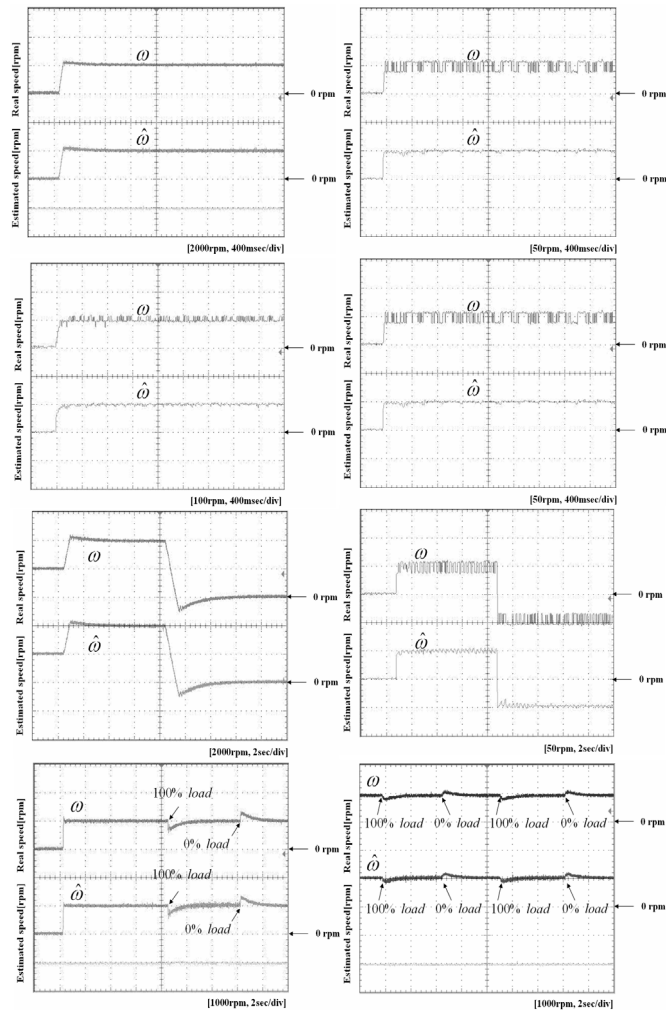 Real speed[rpm]
ω
0 rpm
Estimated speed[rpm]
ω̂
0 rpm
[2000rpm, 400msec/div]
Real speed[rpm]
ω
0 rpm
Estimated speed[rpm]
ω̂
0 rpm
[50rpm, 400msec/div]
Real speed[rpm]
ω
0 rpm
Estimated speed[rpm]
ω̂
0 rpm
[100rpm, 400msec/div]
Real speed[rpm]
ω
0 rpm
Estimated speed[rpm]
ω̂
0 rpm
[50rpm, 400msec/div]
Real speed[rpm]
ω
0 rpm
Estimated speed[rpm]
ω̂
0 rpm
[2000rpm, 2sec/div]
Real speed[rpm]
ω
0 rpm
Estimated speed[rpm]
ω̂
0 rpm
[50rpm, 2sec/div]
Real speed[rpm]
ω
100% load
0% load
0 rpm
Estimated speed[rpm]
ω̂
100% load
0% load
0 rpm
[1000rpm, 2sec/div]
Real speed[rpm]
ω
100% load 0% load 100% load 0% load
0 rpm
Estimated speed[rpm]
ω̂
100% load 0% load 100% load 0% load
0 rpm
[1000rpm, 2sec/div]